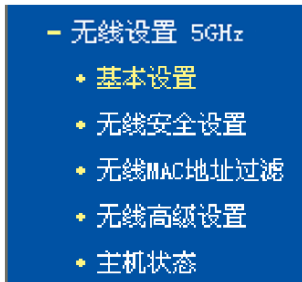 - 无线设置 5GHz
• 基本设置
• 无线安全设置
• 无线MAC地址过滤
• 无线高级设置
• 主机状态